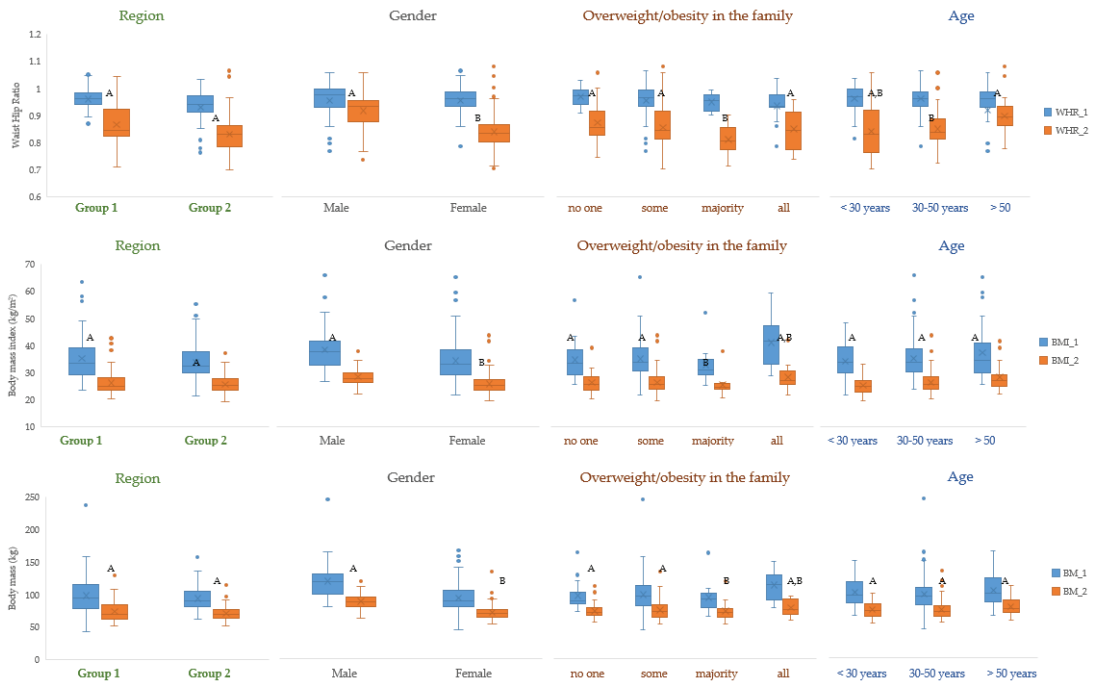 Region Gender Overweight/obesity in the family Age
1.2
1.1
1
0.9
0.8
0.7
0.6
Waist Hip Ratio
A A A B A A B A A,B B A
WHR_1
WHR_2
Group 1 Group 2 Male Female no one some majority all < 30 years 30-50 years > 50
Region Gender Overweight/obesity in the family Age
70
60
50
40
30
20
10
Body mass index (kg/m²)
A A A B A A B A,B A A A
BMI_1
BMI_2
Group 1 Group 2 Male Female no one some majority all < 30 years 30-50 years > 50
Region Gender Overweight/obesity in the family Age
250
200
150
100
50
0
Body mass (kg)
A A A B A A B A,B A A A
BM_1
BM_2
Group 1 Group 2 Male Female no one some majority all < 30 years 30-50 years > 50 years